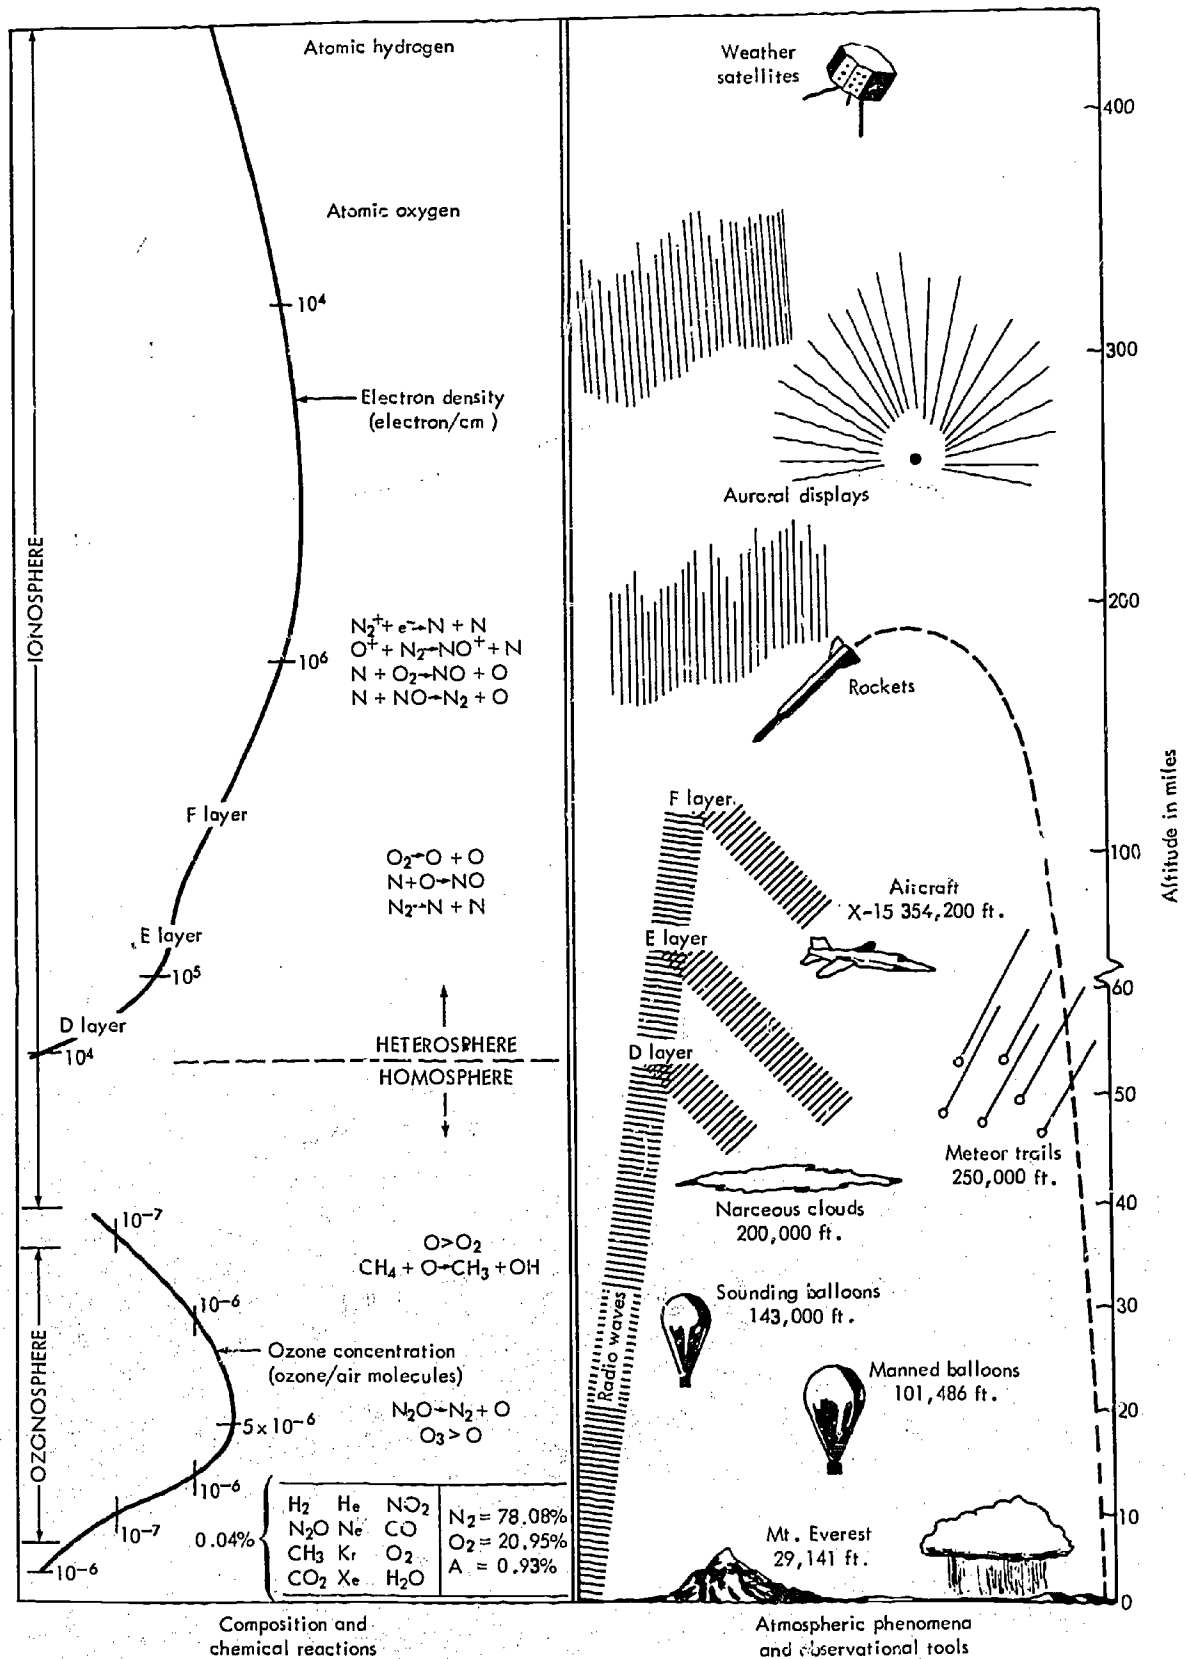 Atomic hydrogen
Atomic oxygen
10⁴
Electron density
(electron/cm )
IONOSPHERE
N₂⁺ + e⁻→N + N
O⁺ + N₂→NO⁺ + N
N + O₂→NO + O
N + NO→N₂ + O
10⁶
F layer
O₂→O + O
N+O→NO
N₂→N + N
E layer
10⁵
D layer
10⁴
HETEROSPHERE
HOMOSPHERE
10⁻⁷
O>O₂
CH₄ + O→CH₃ + OH
10⁻⁶
Ozone concentration
(ozone/air molecules)
OZONOSPHERE
N₂O→N₂ + O
O₃ > O
5 x 10⁻⁶
10⁻⁶
10⁻⁷
10⁻⁶
0.04%
H₂ He NO₂
N₂O Ne CO
CH₃ Kr O₂
CO₂ Xe H₂O
N₂ = 78.08%
O₂ = 20.95%
A = 0.93%
Composition and
chemical reactions
Weather
satellites
Auroral displays
Rockets
F layer
Aircraft
X-15 354,200 ft.
E layer
D layer
Meteor trails
250,000 ft.
Narceous clouds
200,000 ft.
Sounding balloons
143,000 ft.
Radio waves
Manned balloons
101,486 ft.
Mt. Everest
29,141 ft.
Atmospheric phenomena
and observational tools
400
300
200
100
60
50
40
30
20
10
0
Altitude in miles